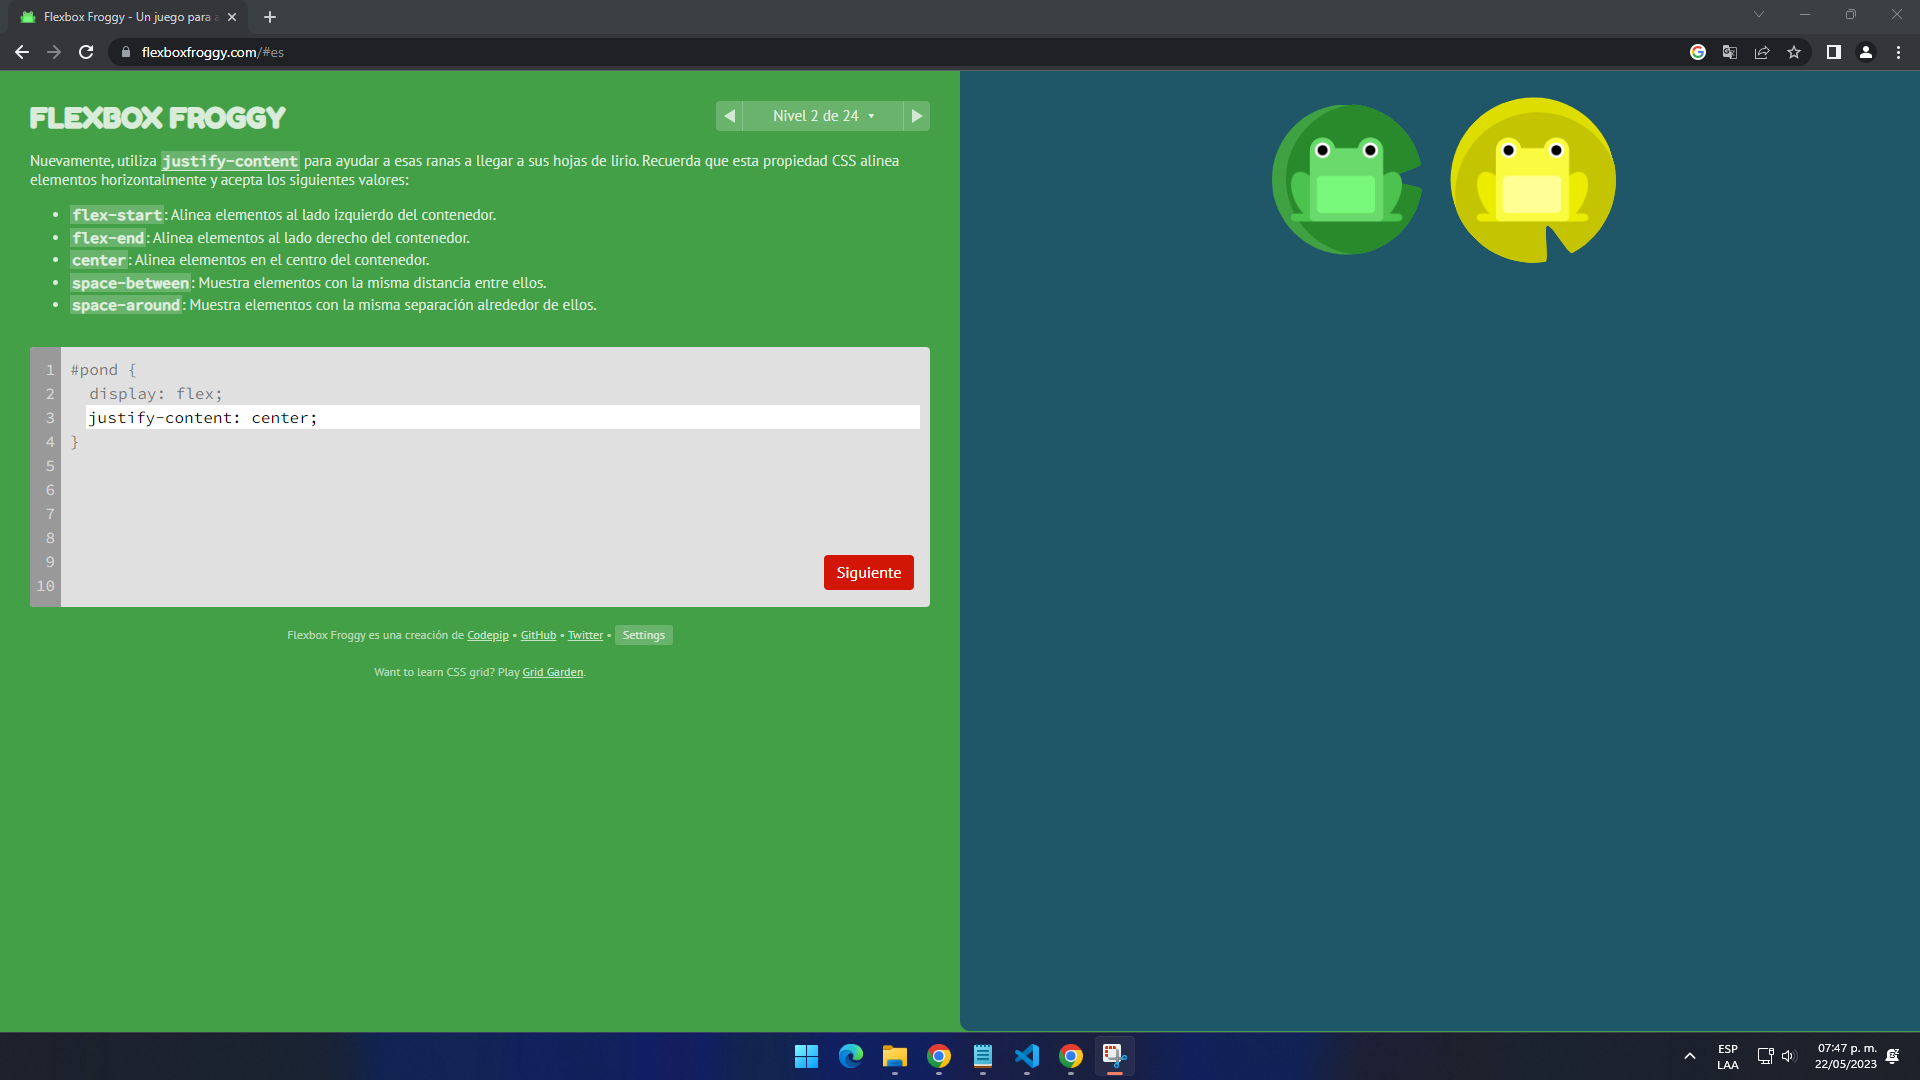 Flexbox Froggy - Un juego para a
flexboxfroggy.com/#es
FLEXBOX FROGGY
Nivel 2 de 24
Nuevamente, utiliza justify-content para ayudar a esas ranas a llegar a sus hojas de lirio. Recuerda que esta propiedad CSS alinea
elementos horizontalmente y acepta los siguientes valores:
flex-start: Alinea elementos al lado izquierdo del contenedor.
flex-end: Alinea elementos al lado derecho del contenedor.
center: Alinea elementos en el centro del contenedor.
space-between: Muestra elementos con la misma distancia entre ellos.
space-around: Muestra elementos con la misma separación alrededor de ellos.
1 #pond {
2 display: flex;
3 justify-content: center;
4 }
5
6
7
8
9
10
Siguiente
Flexbox Froggy es una creación de Codepip • GitHub • Twitter • Settings
Want to learn CSS grid? Play Grid Garden.
ESP
LAA
07:47 p. m.
22/05/2023